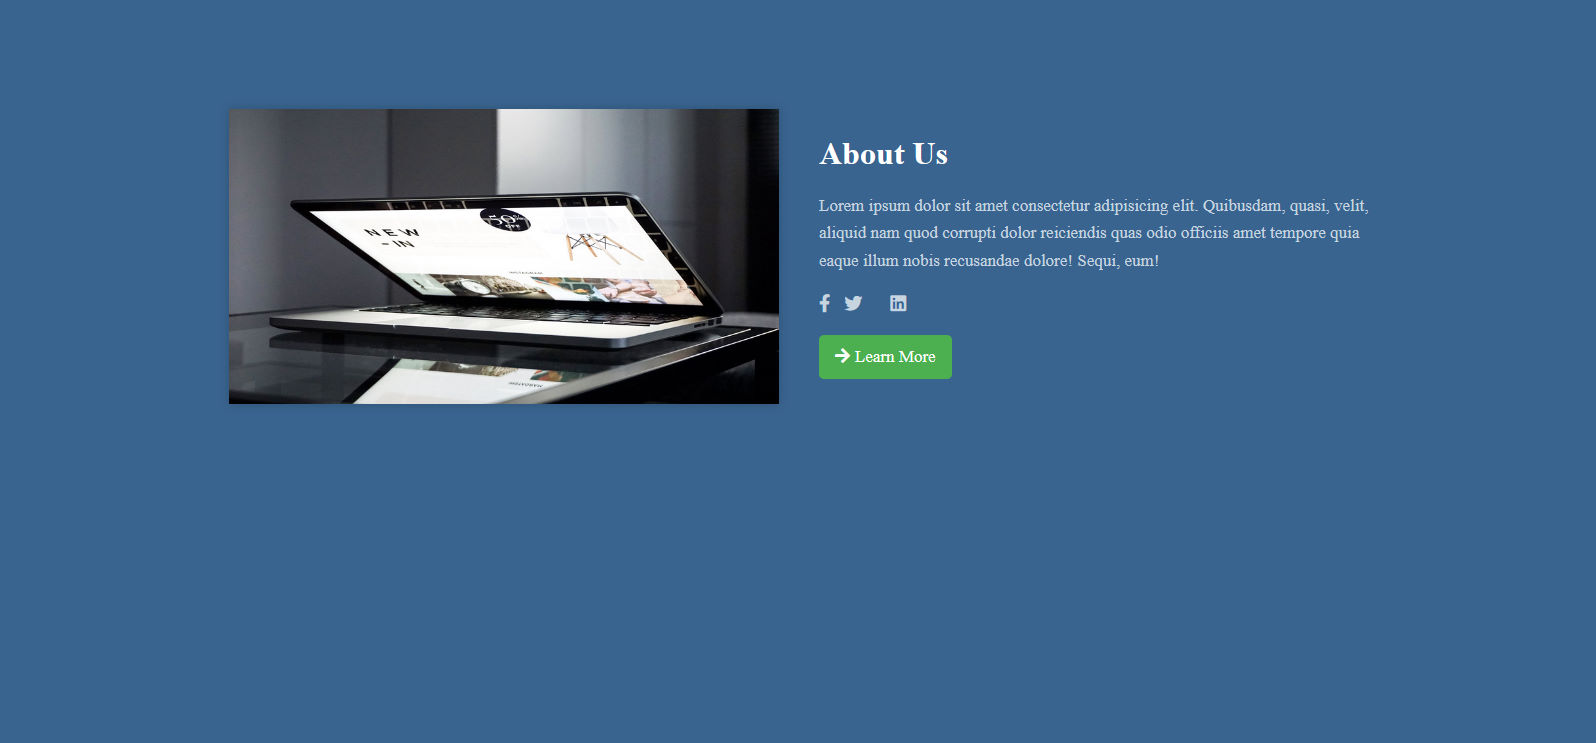 NEW
- IN
50%
OFF
INSTAGRAM
About Us
Lorem ipsum dolor sit amet consectetur adipisicing elit. Quibusdam, quasi, velit,
aliquid nam quod corrupti dolor reiciendis quas odio officiis amet tempore quia
eaque illum nobis recusandae dolore! Sequi, eum!
Learn More